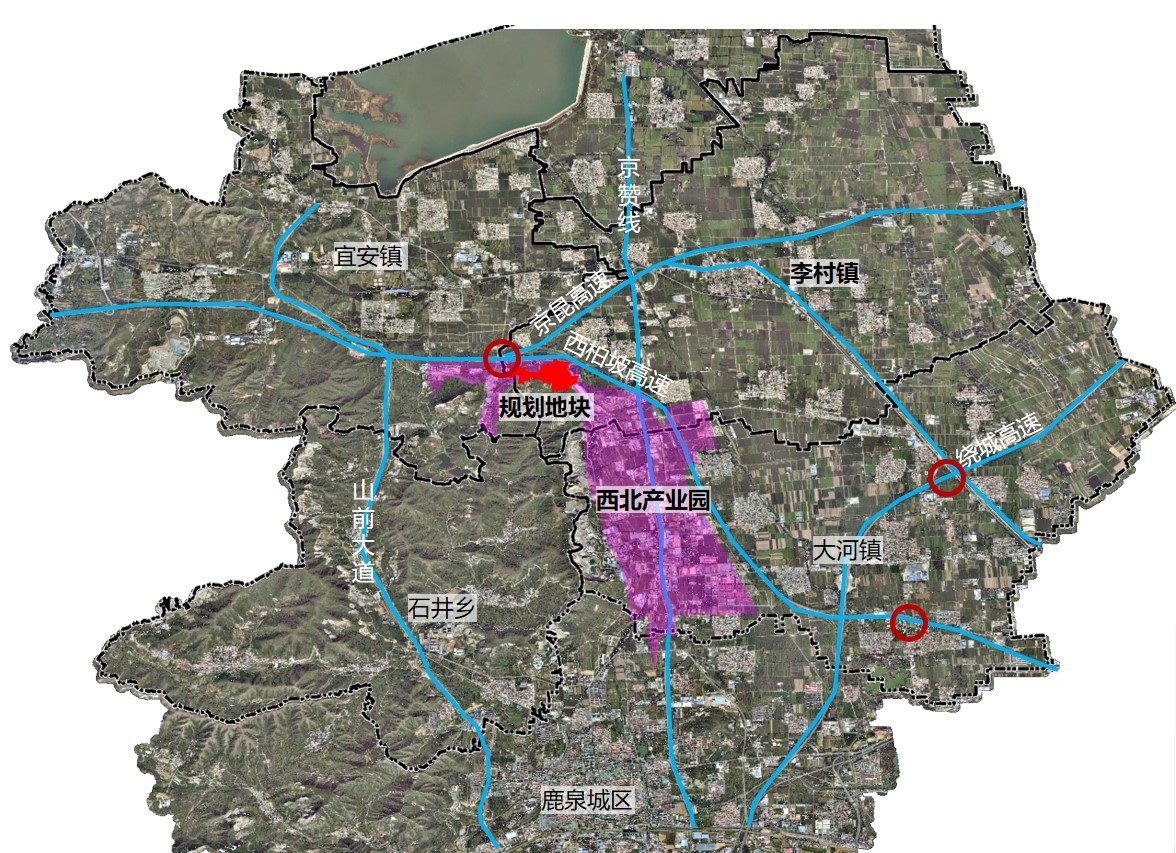 京赞线
宜安镇
李村镇
京昆高速
西柏坡高速
规划地块
绕城高速
西北产业园
山前大道
大河镇
石井乡
鹿泉城区